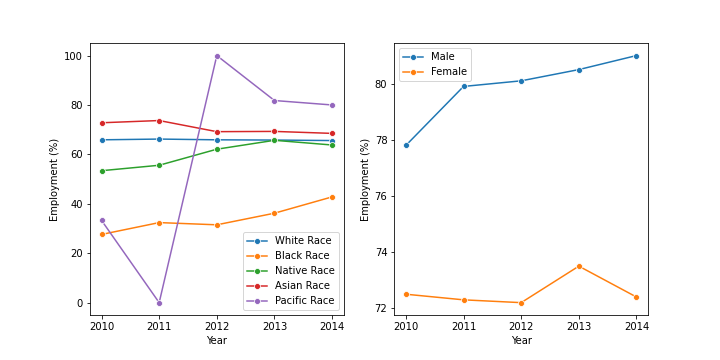 100
80
60
40
20
0
Employment (%)
2010 2011 2012 2013 2014
Year
White Race
Black Race
Native Race
Asian Race
Pacific Race
80
78
76
74
72
Employment (%)
2010 2011 2012 2013 2014
Year
Male
Female